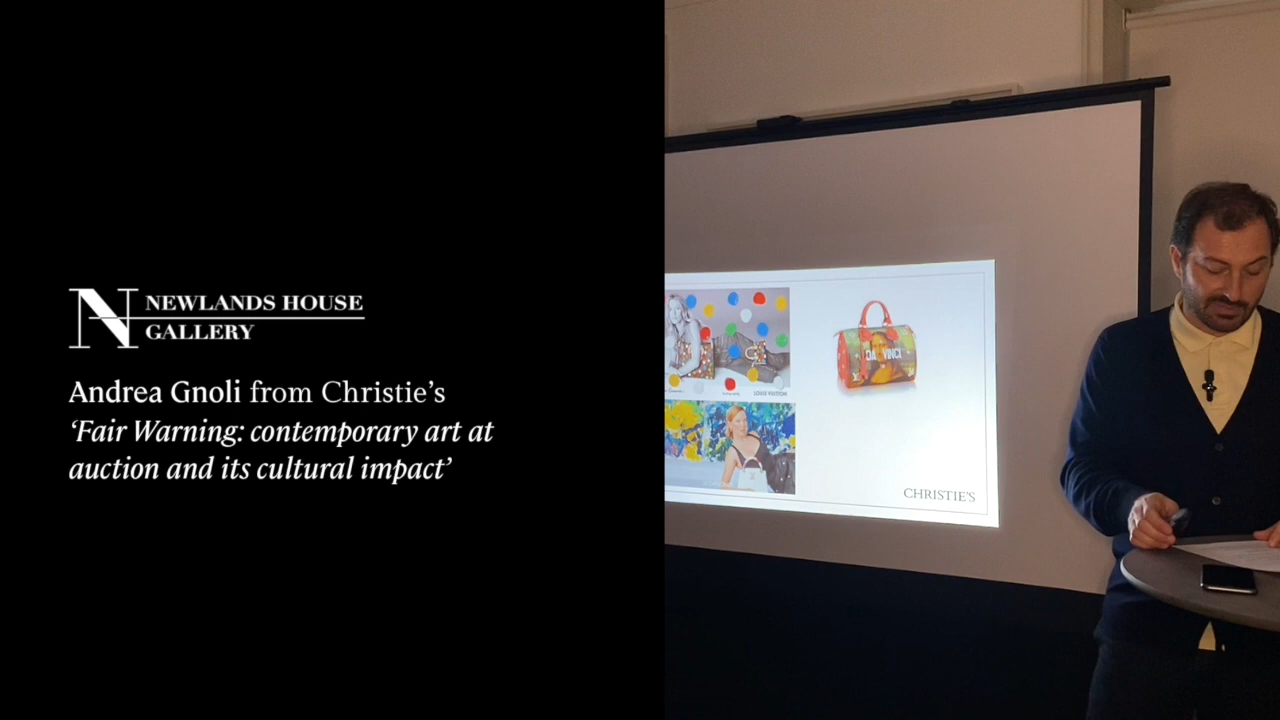 NEWLANDS HOUSE
GALLERY
Andrea Gnoli from Christie's
‘Fair Warning: contemporary art at
auction and its cultural impact’
LOUIS VUITTON
DA VINCI
CHRISTIE'S